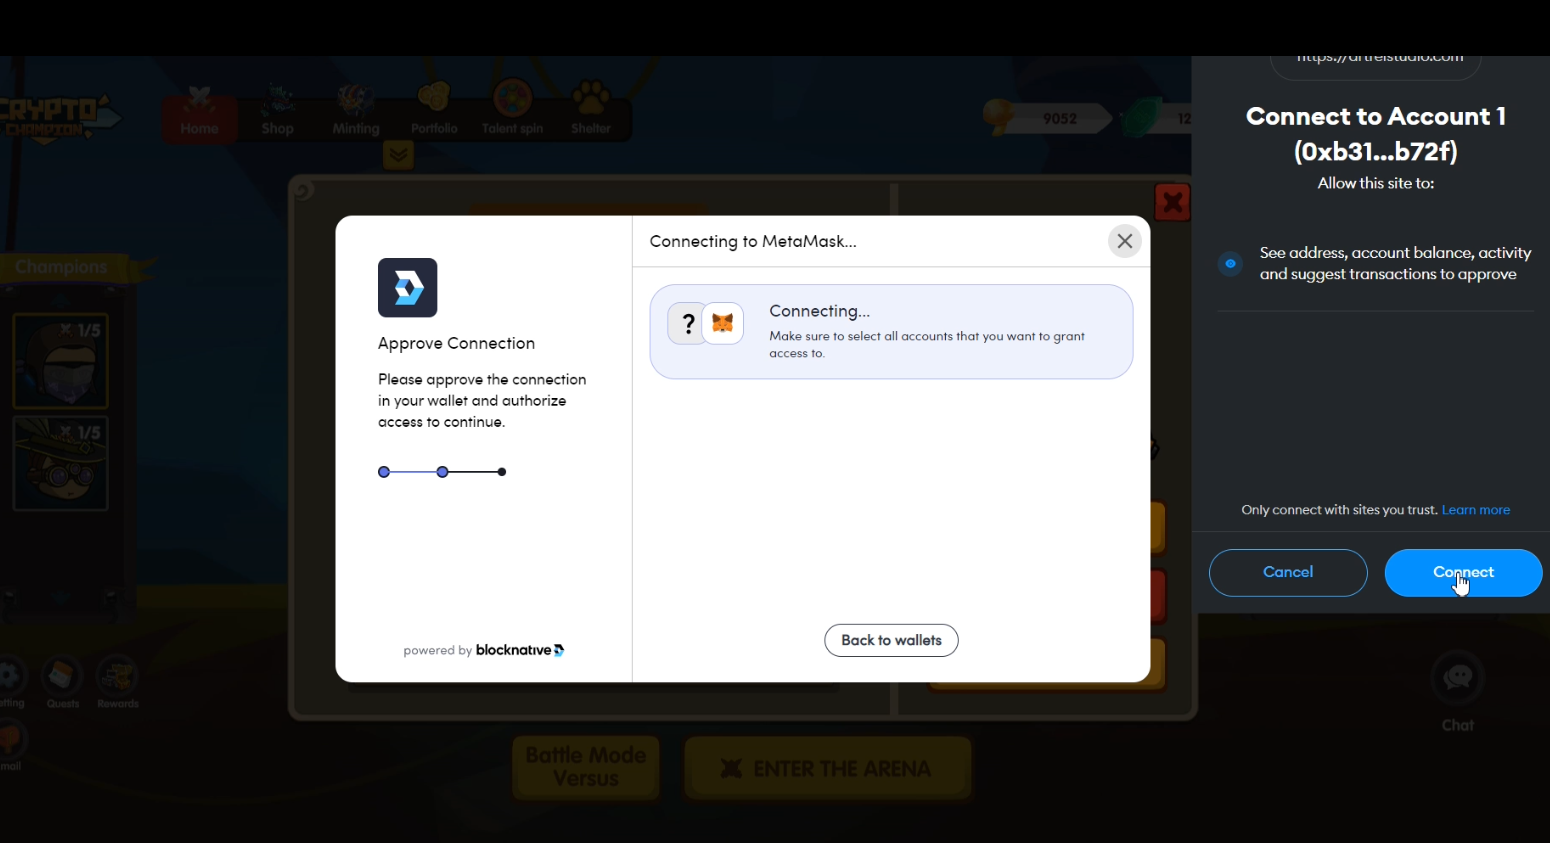 CRYPTO
CHAMPION
Home
Shop
Minting
Portfolio
Talent spin
Shelter
9052
12
https://artreistudio.com
Connect to Account 1
(0xb31...b72f)
Allow this site to:
See address, account balance, activity
and suggest transactions to approve
Only connect with sites you trust. Learn more
Cancel
Connect
Champions
1/5
1/5
Approve Connection
Please approve the connection
in your wallet and authorize
access to continue.
powered by blocknative
Connecting to MetaMask...
?
Connecting...
Make sure to select all accounts that you want to grant
access to.
Back to wallets
etting
Quests
Rewards
mail
Battle Mode
Versus
ENTER THE ARENA
Chat